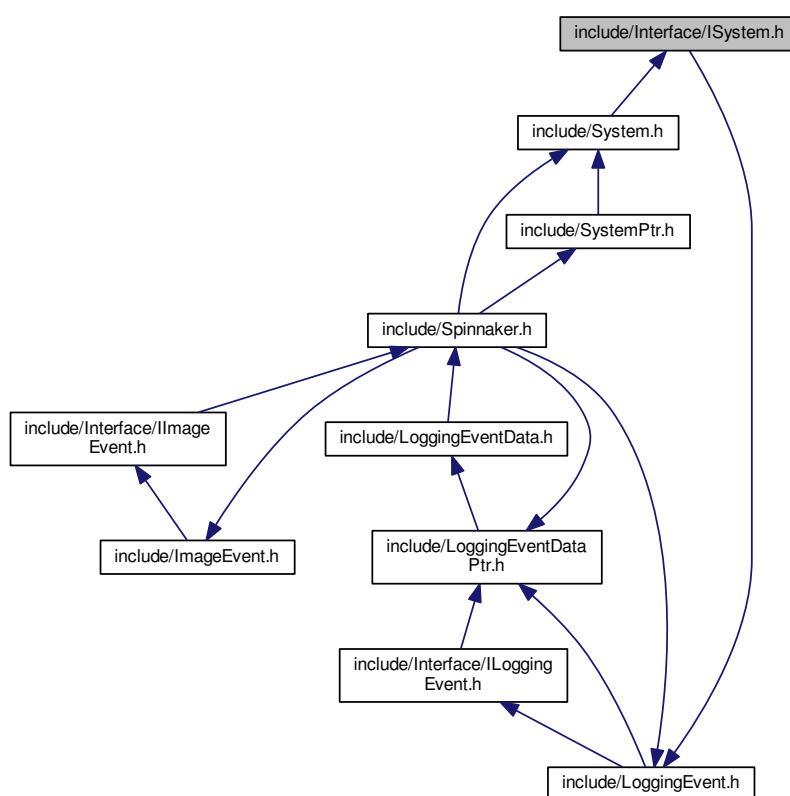 include/Interface/ISystem.h
include/System.h
include/SystemPtr.h
include/Spinnaker.h
include/Interface/IImage
Event.h
include/LoggingEventData.h
include/ImageEvent.h
include/LoggingEventData
Ptr.h
include/Interface/ILogging
Event.h
include/LoggingEvent.h